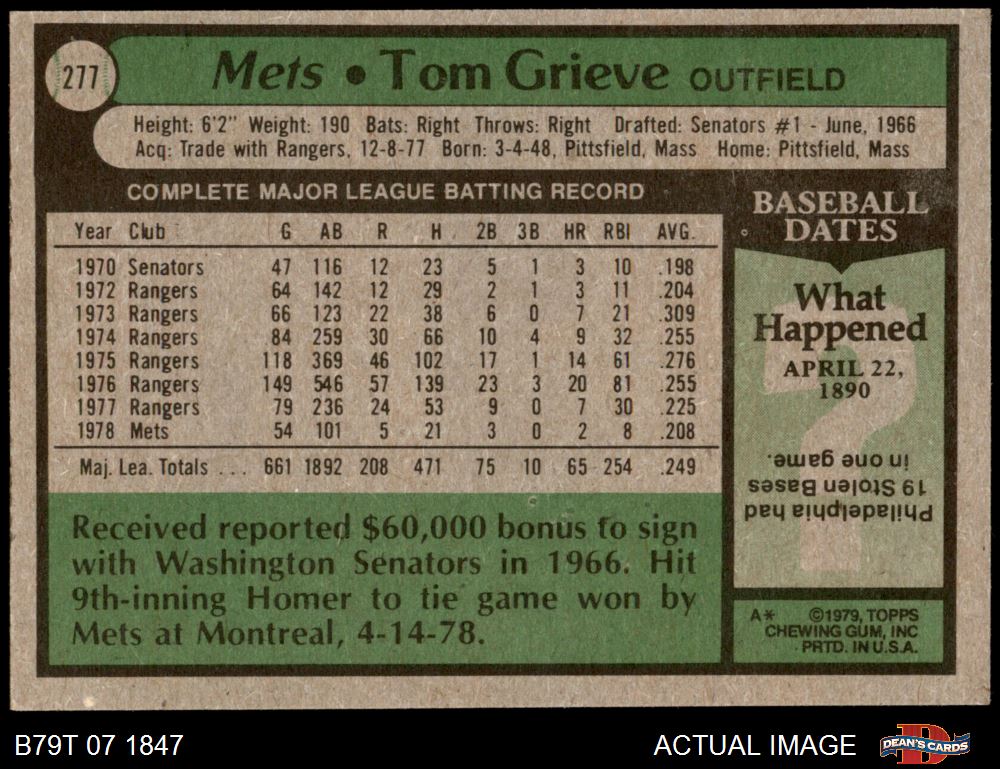 277
Mets • Tom Grieve OUTFIELD
Height: 6'2" Weight: 190 Bats: Right Throws: Right Drafted: Senators #1 - June, 1966
Acq: Trade with Rangers, 12-8-77 Born: 3-4-48, Pittsfield, Mass Home: Pittsfield, Mass
COMPLETE MAJOR LEAGUE BATTING RECORD
Year Club G AB R H 2B 3B HR RBI AVG.
1970 Senators 47 116 12 23 5 1 3 10 .198
1972 Rangers 64 142 12 29 2 1 3 11 .204
1973 Rangers 66 123 22 38 6 0 7 21 .309
1974 Rangers 84 259 30 66 10 4 9 32 .255
1975 Rangers 118 369 46 102 17 1 14 61 .276
1976 Rangers 149 546 57 139 23 3 20 81 .255
1977 Rangers 79 236 24 53 9 0 7 30 .225
1978 Mets 54 101 5 21 3 0 2 8 .208
Maj. Lea. Totals ... 661 1892 208 471 75 10 65 254 .249
Received reported $60,000 bonus to sign
with Washington Senators in 1966. Hit
9th-inning Homer to tie game won by
Mets at Montreal, 4-14-78.
BASEBALL
DATES
What
Happened
APRIL 22,
1890
Philadelphia had
19 Stolen Bases
in one game.
A* ©1979, TOPPS
CHEWING GUM, INC
PRTD. IN U.S.A.
B79T 07 1847
ACTUAL IMAGE
DEAN'S CARDS